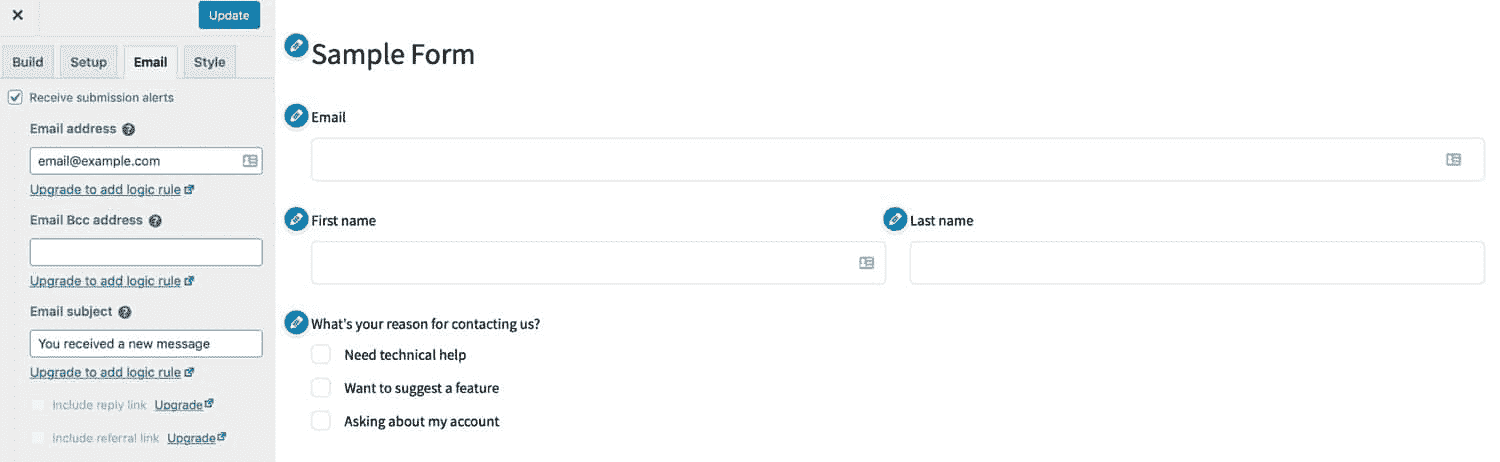 Update
Build Setup Email Style
Receive submission alerts
Email address
email@example.com
Upgrade to add logic rule
Email Bcc address
Upgrade to add logic rule
Email subject
You received a new message
Upgrade to add logic rule
Include reply link Upgrade
Include referral link Upgrade
Sample Form
Email
First name
Last name
What's your reason for contacting us?
Need technical help
Want to suggest a feature
Asking about my account